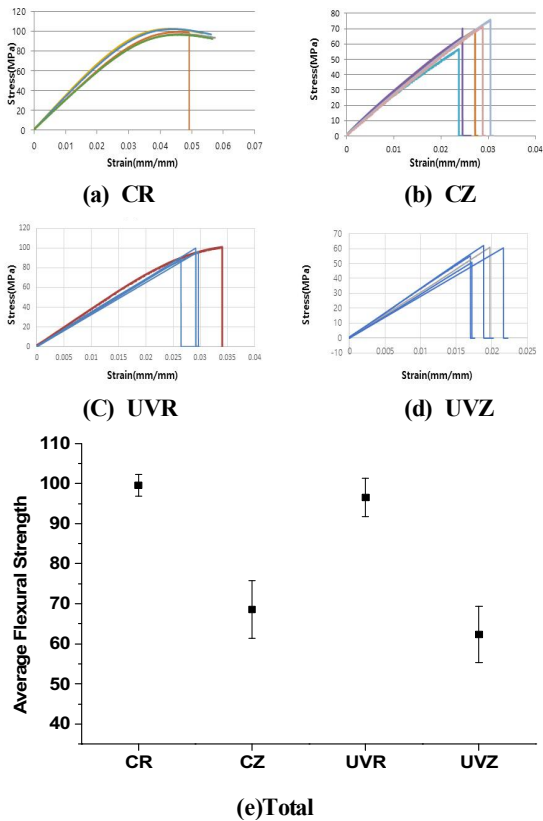 Stress(MPa)
120
100
80
60
40
20
0
0 0.01 0.02 0.03 0.04 0.05 0.06 0.07
Strain(mm/mm)
(a) CR
Stress(MPa)
80
70
60
50
40
30
20
10
0
0.00 0.01 0.02 0.03 0.04
Strain(mm/mm)
(b) CZ
Stress(MPa)
120
100
80
60
40
20
0
0 0.005 0.01 0.015 0.02 0.025 0.03 0.035 0.04
Strain(mm/mm)
(C) UVR
Stress(MPa)
70
60
50
40
30
20
10
0
-10
0 0.005 0.01 0.015 0.02 0.025
Strain(mm/mm)
(d) UVZ
Average Flexural Strength
110
100
90
80
70
60
50
40
CR CZ UVR UVZ
(e)Total